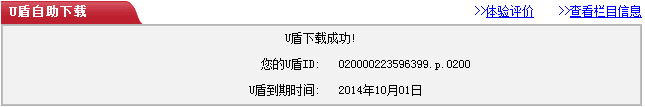 U盾自助下载 >>体验评价 >>查看栏目信息
U盾下载成功!
您的U盾ID: 020000223596399.p.0200
U盾到期时间: 2014年10月01日